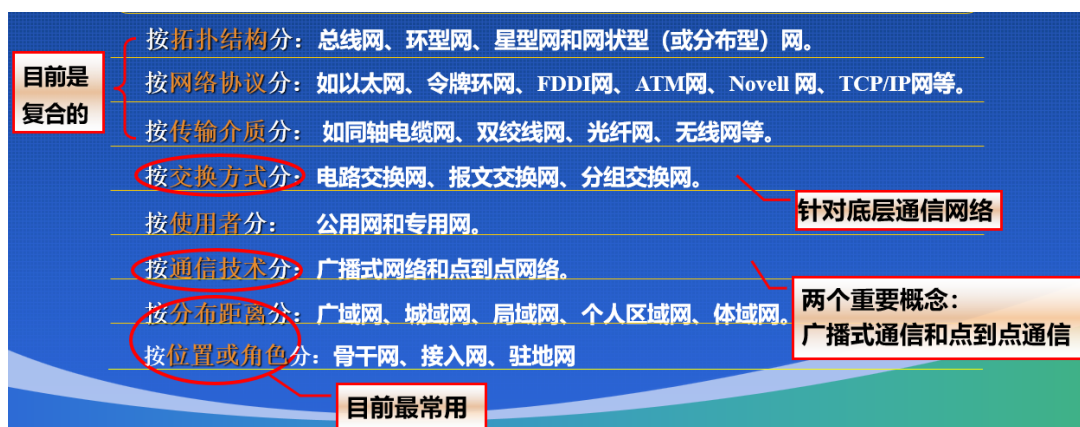 按拓扑结构分：总线网、环型网、星型网和网状型（或分布型）网。
目前是
复合的
按网络协议分：如以太网、令牌环网、FDDI网、ATM网、Novell 网、TCP/IP网等。
按传输介质分： 如同轴电缆网、双绞线网、光纤网、无线网等。
按交换方式分：电路交换网、报文交换网、分组交换网。
针对底层通信网络
按使用者分： 公用网和专用网。
按通信技术分：广播式网络和点到点网络。
两个重要概念：
广播式通信和点到点通信
按分布距离分：广域网、城域网、局域网、个人区域网、体域网。
按位置或角色分：骨干网、接入网、驻地网
目前最常用